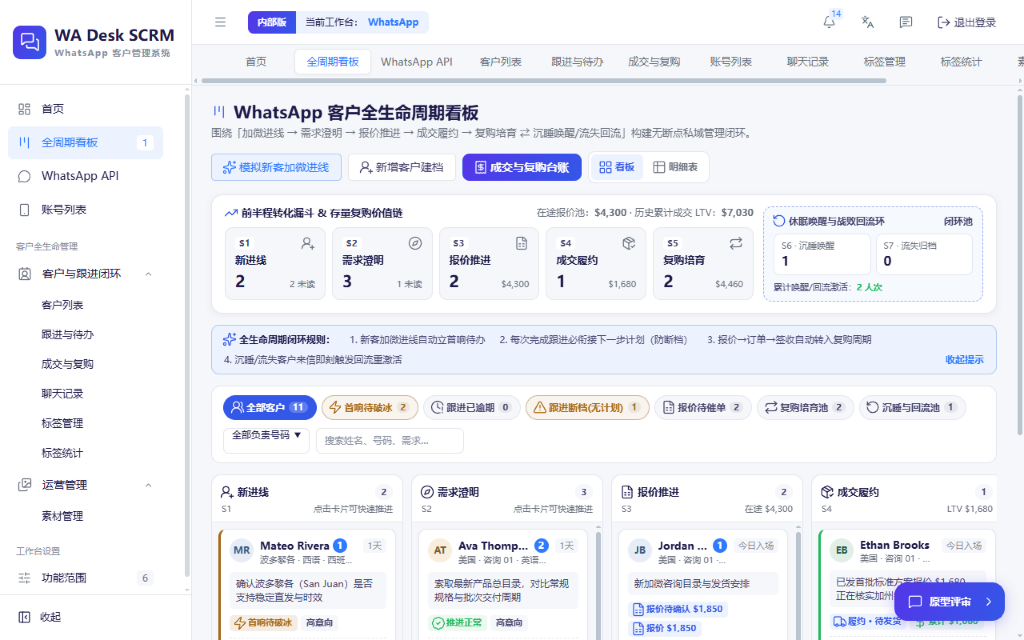 WA Desk SCRM
WhatsApp 客户管理系统
首页
全周期看板 1
WhatsApp API
账号列表
客户全生命管理
客户与跟进闭环
客户列表
跟进与待办
成交与复购
聊天记录
标签管理
标签统计
运营管理
素材管理
工作台设置
功能范围 6
收起
内部版 当前工作台： WhatsApp
14
退出登录
首页 全周期看板 WhatsApp API 客户列表 跟进与待办 成交与复购 账号列表 聊天记录 标签管理 标签统计
WhatsApp 客户全生命周期看板
围绕「加微进线 → 需求澄明 → 报价推进 → 成交履约 → 复购培育 ⇄ 沉睡唤醒/流失回流」构建无断点私域管理闭环。
模拟新客加微进线 新增客户建档 成交与复购台账 看板 明细表
前半程转化漏斗 & 存量复购价值链 在途报价池：$4,300 · 历史累计成交 LTV：$7,030
S1
新进线
2 2 未读
S2
需求澄明
3 1 未读
S3
报价推进
2 $4,300
S4
成交履约
1 $1,680
S5
复购培育
2 $4,460
休眠唤醒与战败回流环 闭环池
S6 · 沉睡唤醒
1
S7 · 流失归档
0
累计唤醒/回流激活： 2 人次
全生命周期闭环规则： 1. 新客加微进线自动立首响待办 2. 每次完成跟进必衔接下一步计划（防断档） 3. 报价→订单→签收自动转入复购周期
4. 沉睡/流失客户来信即刻触发回流重激活 收起提示
全部客户 11 首响待破冰 2 跟进已逾期 0 跟进断档(无计划) 1 报价待催单 2 复购培育池 2 沉睡与回流池 1
全部负责号码 ▼ 搜索姓名、号码、需求...
新进线 2
S1 点击卡片可快速推进
MR Mateo Rivera 1 1天
波多黎各 · 西语 · 西班...
确认波多黎各（San Juan）是否
支持稳定直发与时效
首响待破冰 高意向
需求澄明 3
S2 点击卡片可快速推进
AT Ava Thomp... 2 1天
美国 · 咨询 01 · 英语...
索取最新产品总目录，对比常规
规格与批次交付周期
推进正常 高意向
报价推进 2
S3 在途 $4,300
JB Jordan ... 1 今日入场
美国 · 咨询 01 · ...
新加微咨询目录与发货安排
报价待确认 $1,850
报价 $1,850
成交履约 1
S4 LTV $1,680
EB Ethan Brooks 今日入场
美国 · 咨询 01 · ...
已发首批标准方案报价 $1,680
正在核实加州
履约 · 待发货
原型评审